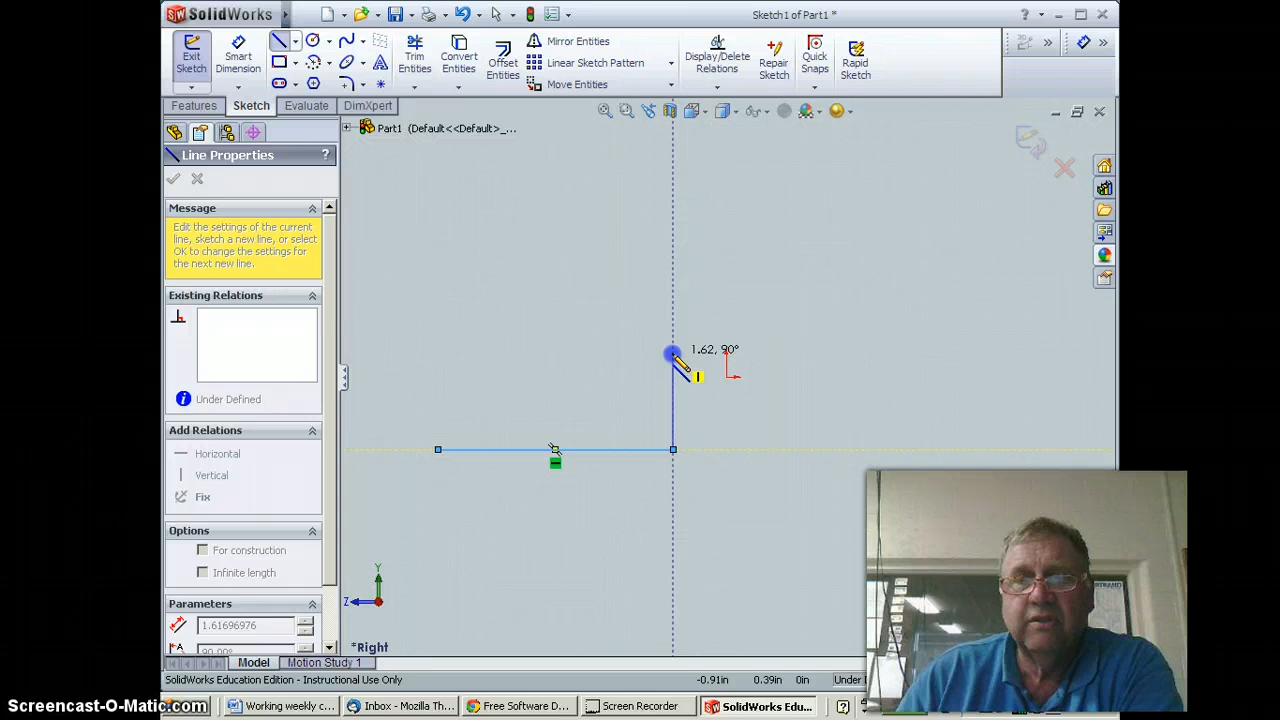 SolidWorks
Sketch1 of Part1 *
Exit Sketch
Smart Dimension
Trim Entities
Convert Entities
Offset Entities
Mirror Entities
Linear Sketch Pattern
Move Entities
Display/Delete Relations
Repair Sketch
Quick Snaps
Rapid Sketch
Features
Sketch
Evaluate
DimXpert
Part1 (Default<<Default>_...
Line Properties
?
Message
Edit the settings of the current
line, sketch a new line, or select
OK to change the settings for
the next new line.
Existing Relations
Under Defined
Add Relations
Horizontal
Vertical
Fix
Options
For construction
Infinite length
Parameters
1.61696976
90.00°
1.62, 90°
Y
Z
*Right
Model
Motion Study 1
SolidWorks Education Edition - Instructional Use Only
-0.91in 0.39in 0in Under
Screencast-O-Matic.com
Working weekly c...
Inbox - Mozilla Th...
Free Software D...
Screen Recorder
SolidWorks Edu...